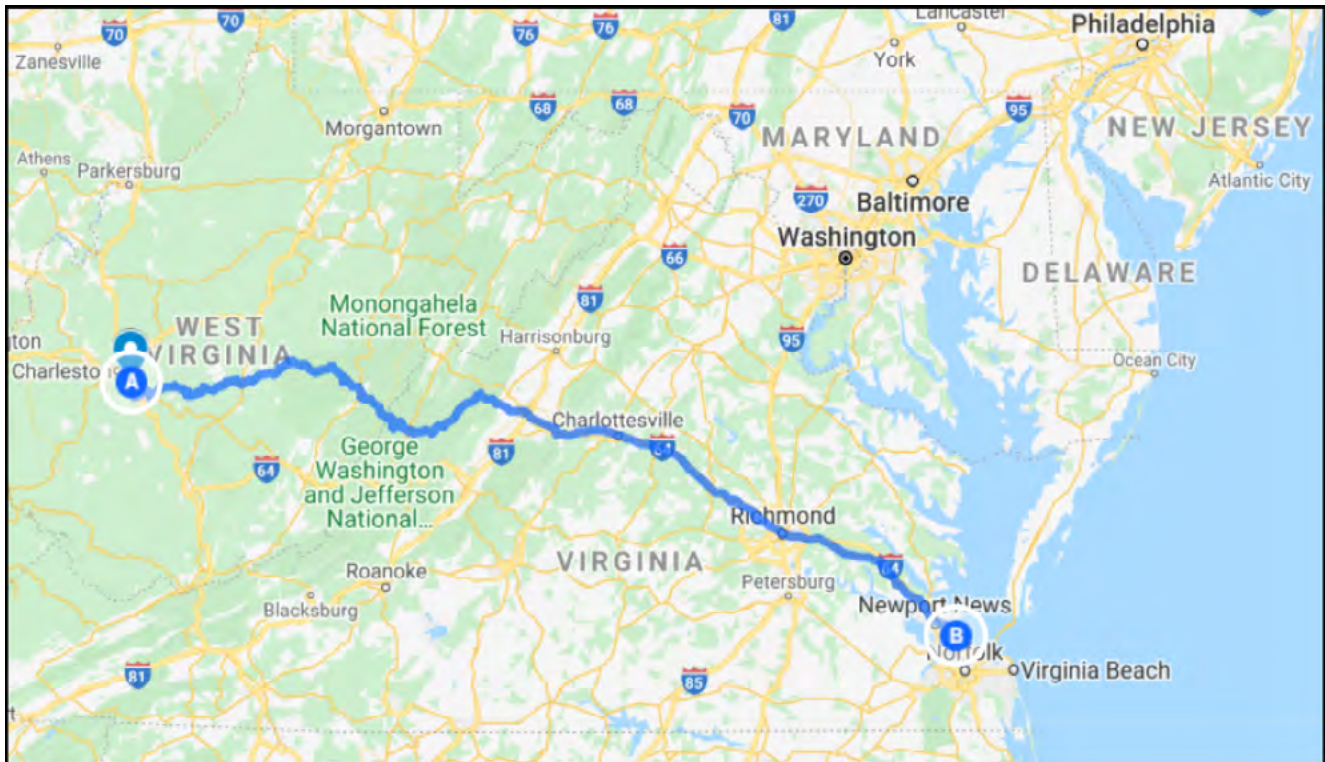 Lancaster
Philadelphia
70
70
76
76
81
Zanesville
York
68
68
70
95
Morgantown
MARYLAND
NEW JERSEY
Athens
Parkersburg
270
Baltimore
Atlantic City
Washington
66
DELAWARE
81
Monongahela
National Forest
WEST
VIRGINIA
95
Harrisonburg
gton
Charlesto
A
Ocean City
Charlottesville
64
81
George
Washington
and Jefferson
National...
64
Richmond
VIRGINIA
64
Roanoke
Petersburg
Blacksburg
Newport News
B
Norfolk
81
85
Virginia Beach
t